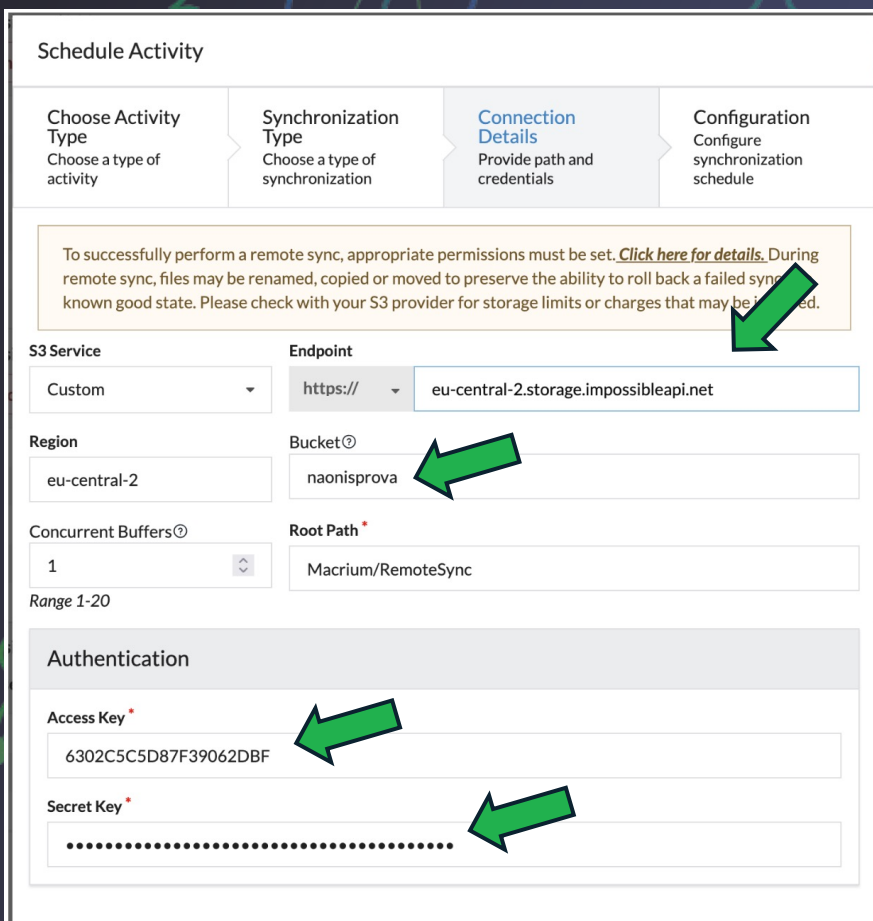 Schedule Activity
Choose Activity
Type
Choose a type of
activity
Synchronization
Type
Choose a type of
synchronization
Connection
Details
Provide path and
credentials
Configuration
Configure
synchronization
schedule
To successfully perform a remote sync, appropriate permissions must be set. Click here for details. During
remote sync, files may be renamed, copied or moved to preserve the ability to roll back a failed sync
known good state. Please check with your S3 provider for storage limits or charges that may be
S3 Service
Endpoint
Custom
https://
eu-central-2.storage.impossibleapi.net
Region
Bucket?
eu-central-2
naonisprova
Concurrent Buffers?
Root Path *
1
Macrium/RemoteSync
Range 1-20
Authentication
Access Key *
6302C5C5D87F39062DBF
Secret Key *